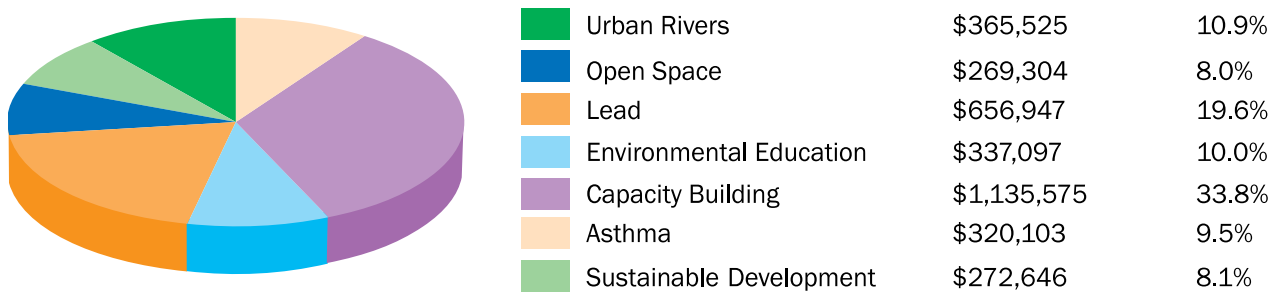 Urban Rivers $365,525 10.9%
Open Space $269,304 8.0%
Lead $656,947 19.6%
Environmental Education $337,097 10.0%
Capacity Building $1,135,575 33.8%
Asthma $320,103 9.5%
Sustainable Development $272,646 8.1%